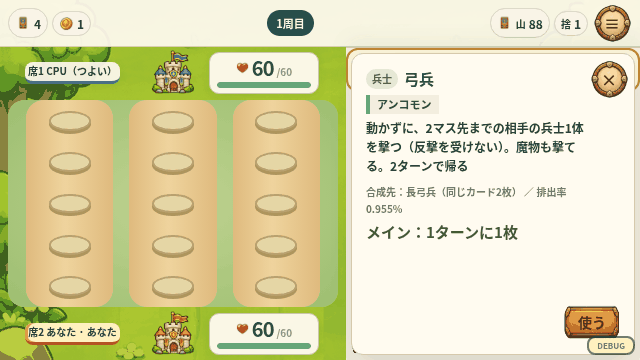 4
1
1周目
山 88
捨 1
席1 CPU（つよい）
60/60
兵士 弓兵
アンコモン
動かずに、2マス先までの相手の兵士1体
を撃つ（反撃を受けない）。魔物も撃て
る。2ターンで帰る
合成先：長弓兵（同じカード2枚） ／ 排出率
0.955%
メイン：1ターンに1枚
席2 あなた・あなた
60/60
使う
DEBUG